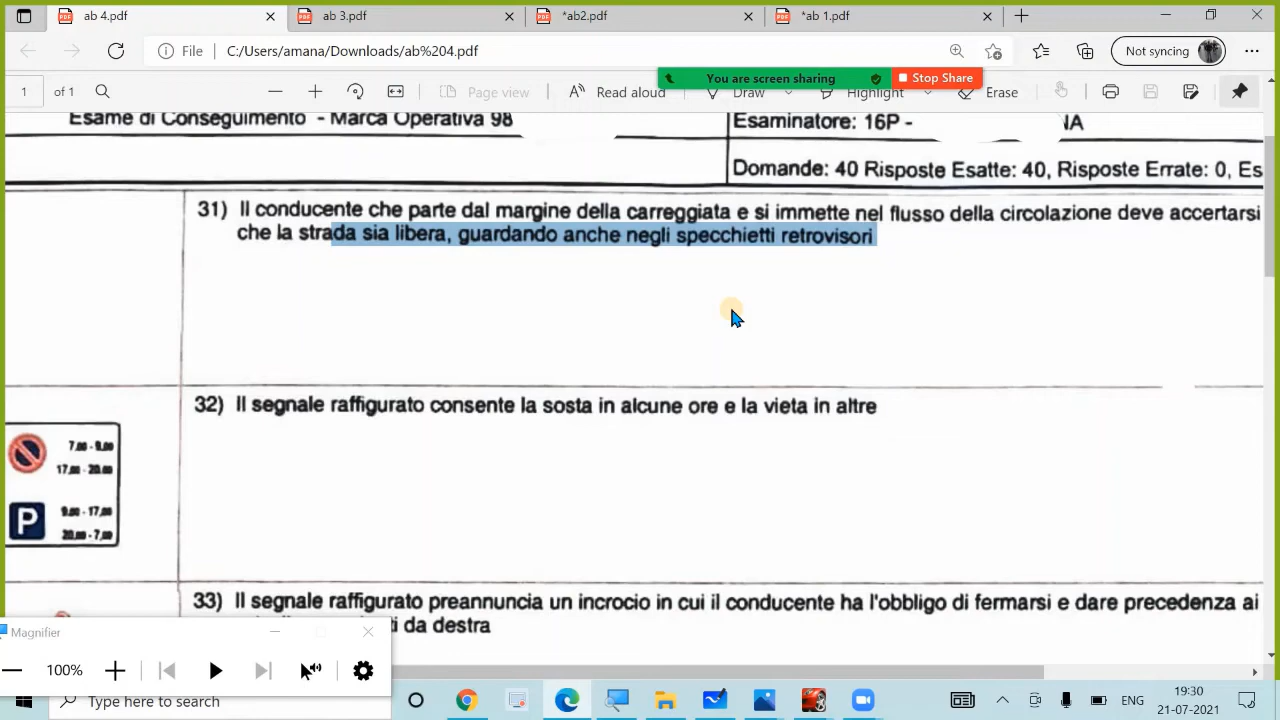 ab 4.pdf
ab 3.pdf
*ab2.pdf
*ab 1.pdf
File
C:/Users/amana/Downloads/ab%204.pdf
Not syncing
You are screen sharing
Stop Share
1 of 1
Page view
Read aloud
Draw
Highlight
Erase
Esame di Conseguimento - Marca Operativa 98
Esaminatore: 16P -
Domande: 40 Risposte Esatte: 40, Risposte Errate: 0, Es
31) Il conducente che parte dal margine della carreggiata e si immette nel flusso della circolazione deve accertarsi
che la strada sia libera, guardando anche negli specchietti retrovisori
32) Il segnale raffigurato consente la sosta in alcune ore e la vieta in altre
7.00 - 9.00
17.00 - 20.00
P
9.00 - 17.00
20.00 - 7.00
33) Il segnale raffigurato preannuncia un incrocio in cui il conducente ha l'obbligo di fermarsi e dare precedenza ai
da destra
Magnifier
100%
Type here to search
ENG
19:30
21-07-2021